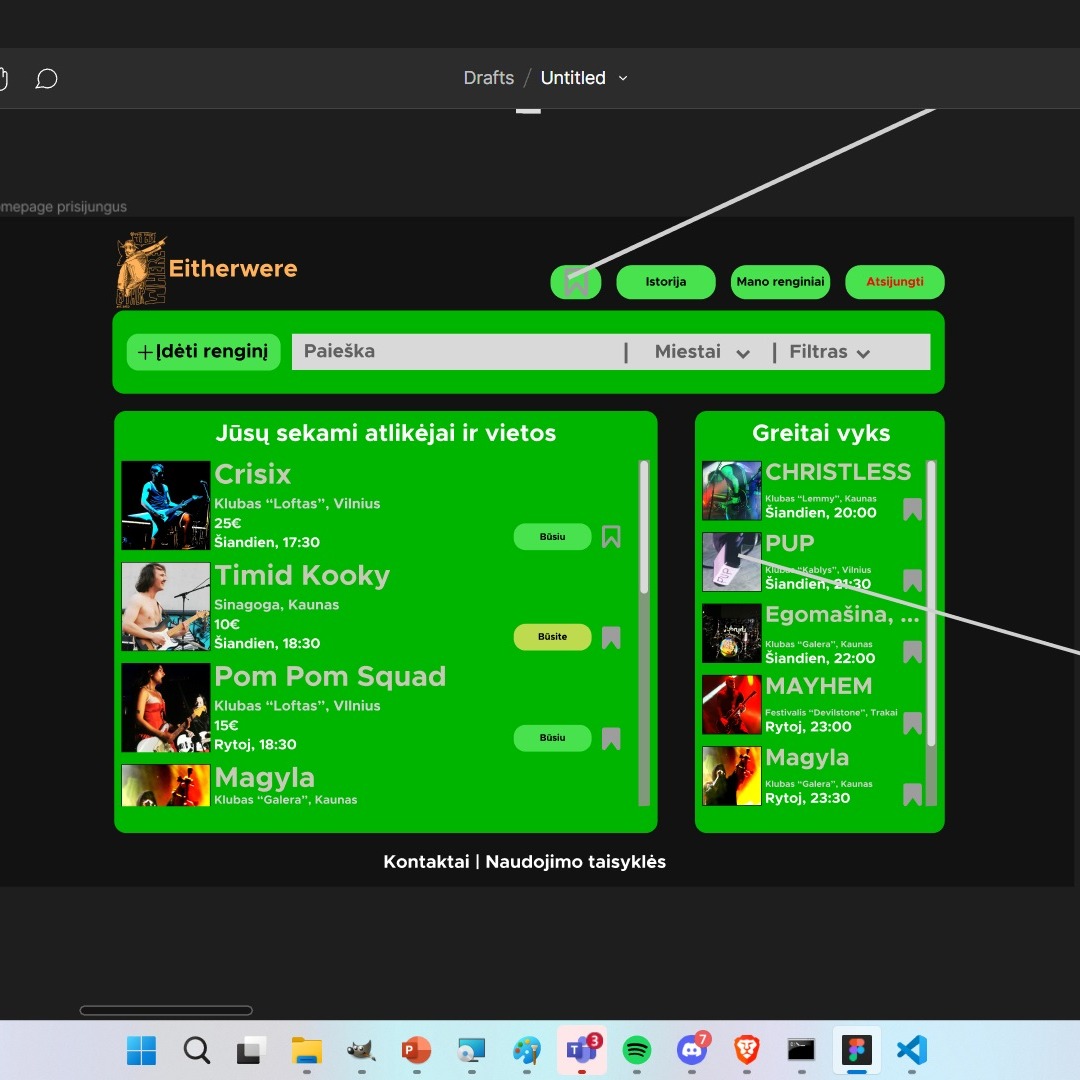 Drafts / Untitled
mepage prisijungus
Eitherwere
Istorija
Mano renginiai
Atsijungti
+Įdėti renginį
Paieška
| Miestai
| Filtras
Jūsų sekami atlikėjai ir vietos
Crisix
Klubas “Loftas”, Vilnius
25€
Šiandien, 17:30
Būsiu
Timid Kooky
Sinagoga, Kaunas
10€
Šiandien, 18:30
Būsite
Pom Pom Squad
Klubas “Loftas”, VIlnius
15€
Rytoj, 18:30
Būsiu
Magyla
Klubas “Galera”, Kaunas
Greitai vyks
CHRISTLESS
Klubas “Lemmy”, Kaunas
Šiandien, 20:00
PUP
Klubas “Kablys”, Vilnius
Šiandien, 21:30
Egomašina, ...
Klubas “Galera”, Kaunas
Šiandien, 22:00
MAYHEM
Festivalis “Devilstone”, Trakai
Rytoj, 23:00
Magyla
Klubas “Galera”, Kaunas
Rytoj, 23:30
Kontaktai | Naudojimo taisyklės
3
7